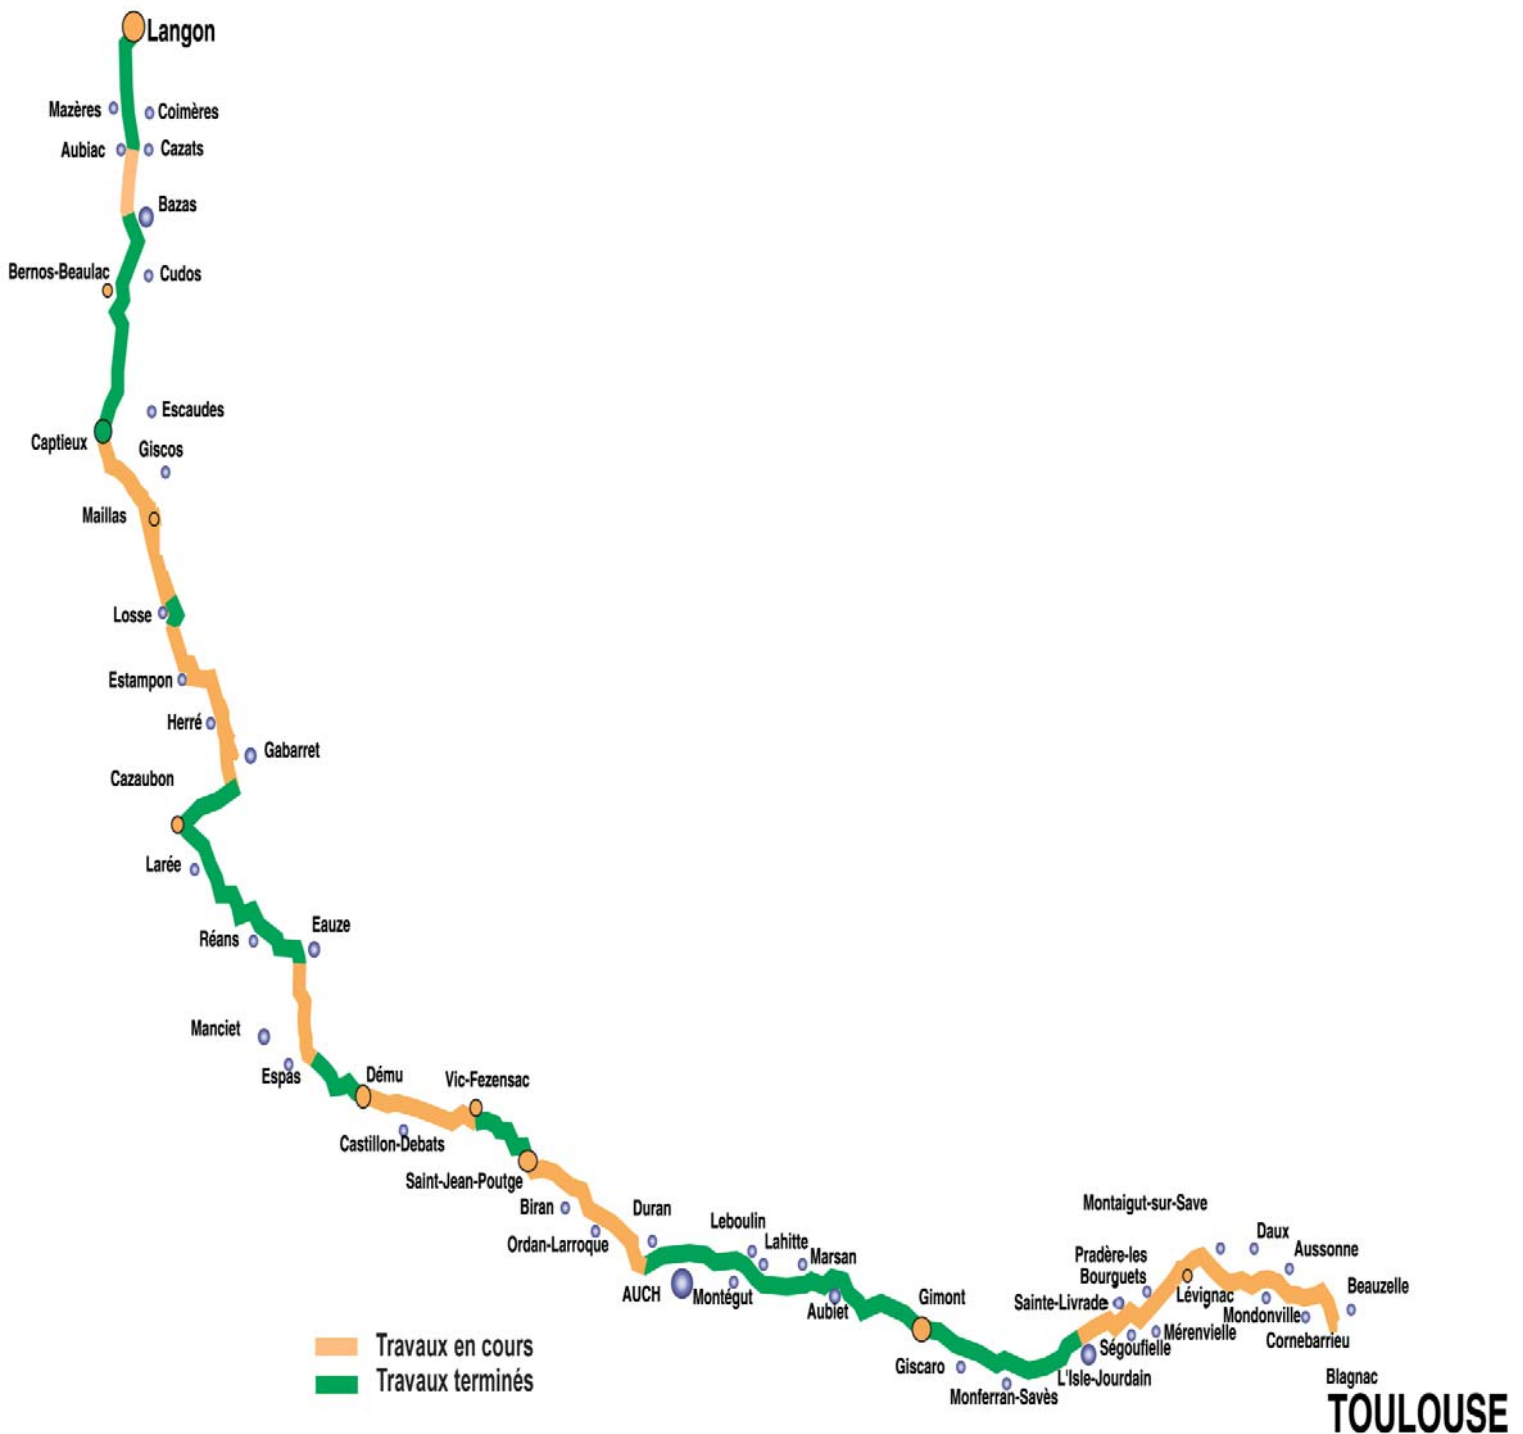 Langon
Mazères
Coimères
Aubiac
Cazats
Bazas
Bernos-Beaulac
Cudos
Escaudes
Captieux
Giscos
Maillas
Losse
Estampon
Herré
Gabarret
Cazaubon
Larée
Eauze
Réans
Manciet
Espas
Dému
Vic-Fezensac
Castillon-Debats
Saint-Jean-Poutge
Biran
Duran
Ordan-Larroque
Leboulin
Lahitte
Marsan
AUCH
Montégut
Aubiet
Gimont
Giscaro
Monferran-Savès
L'Isle-Jourdain
Ségoufielle
Mérenvielle
Sainte-Livrade
Pradère-les
Bourguets
Montaigut-sur-Save
Lévignac
Daux
Aussonne
Mondonville
Beauzelle
Cornebarrieu
Blagnac
TOULOUSE
Travaux en cours
Travaux terminés